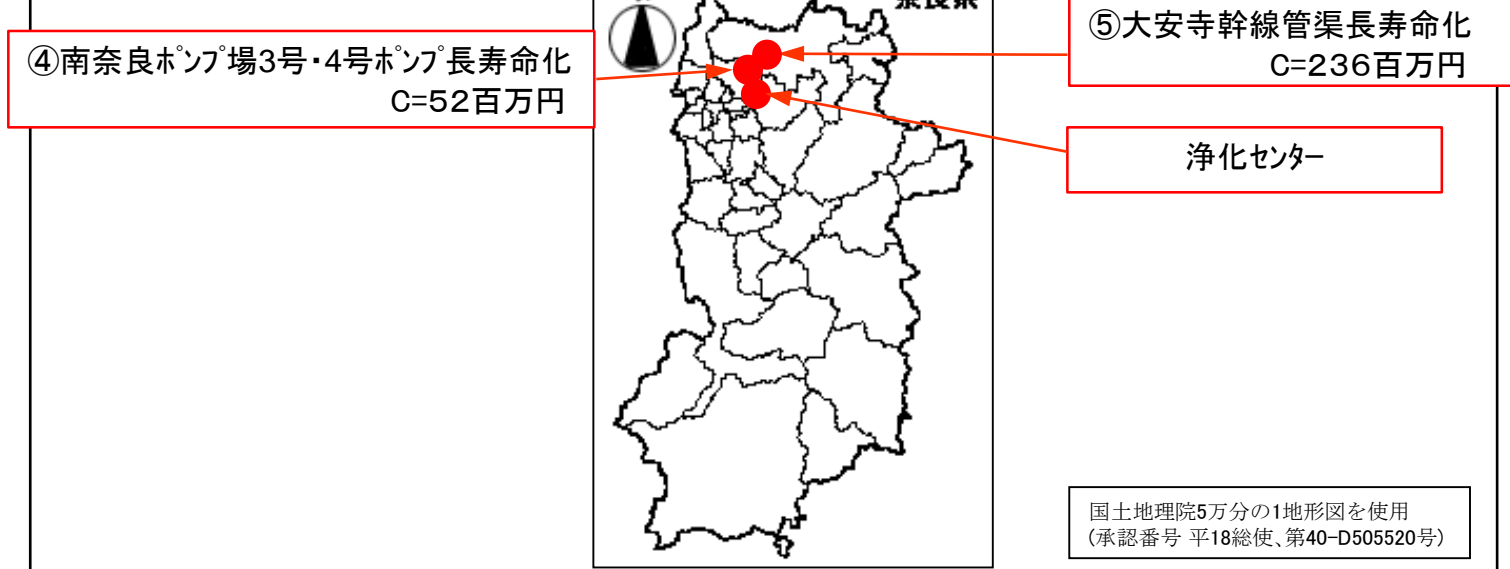 奈良県
④南奈良ﾎﾟﾝﾌﾟ場3号・4号ﾎﾟﾝﾌﾟ長寿命化
C=52百万円
⑤大安寺幹線管渠長寿命化
C=236百万円
浄化センター
国土地理院5万分の1地形図を使用
(承認番号 平18総使、第40-D505520号)